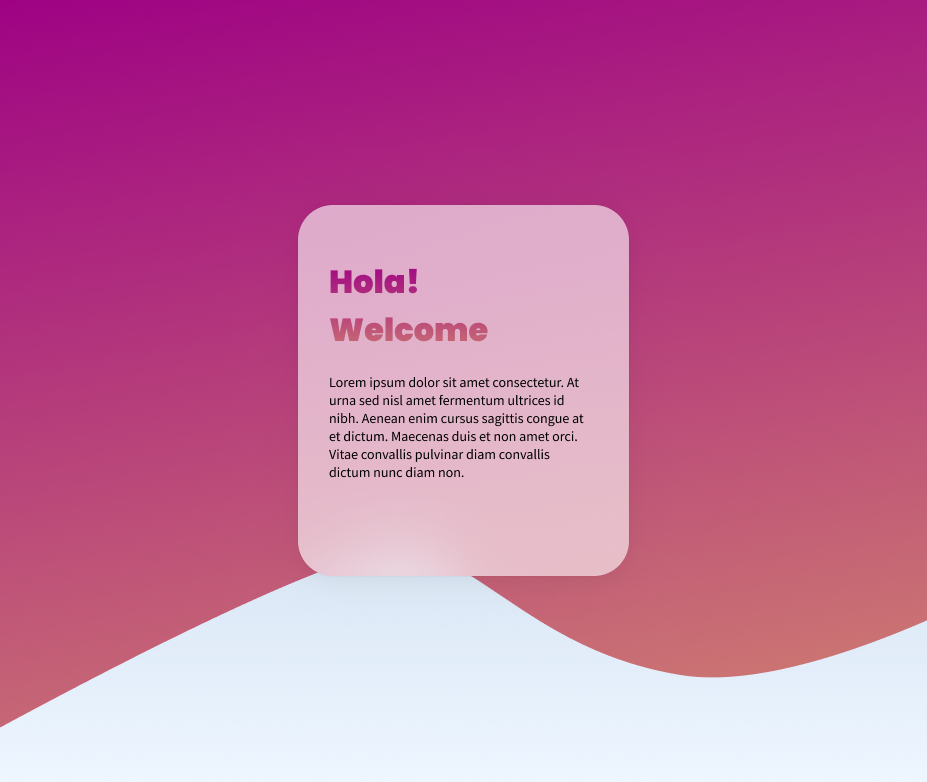 Hola!
Welcome
Lorem ipsum dolor sit amet consectetur. At
urna sed nisl amet fermentum ultrices id
nibh. Aenean enim cursus sagittis congue at
et dictum. Maecenas duis et non amet orci.
Vitae convallis pulvinar diam convallis
dictum nunc diam non.